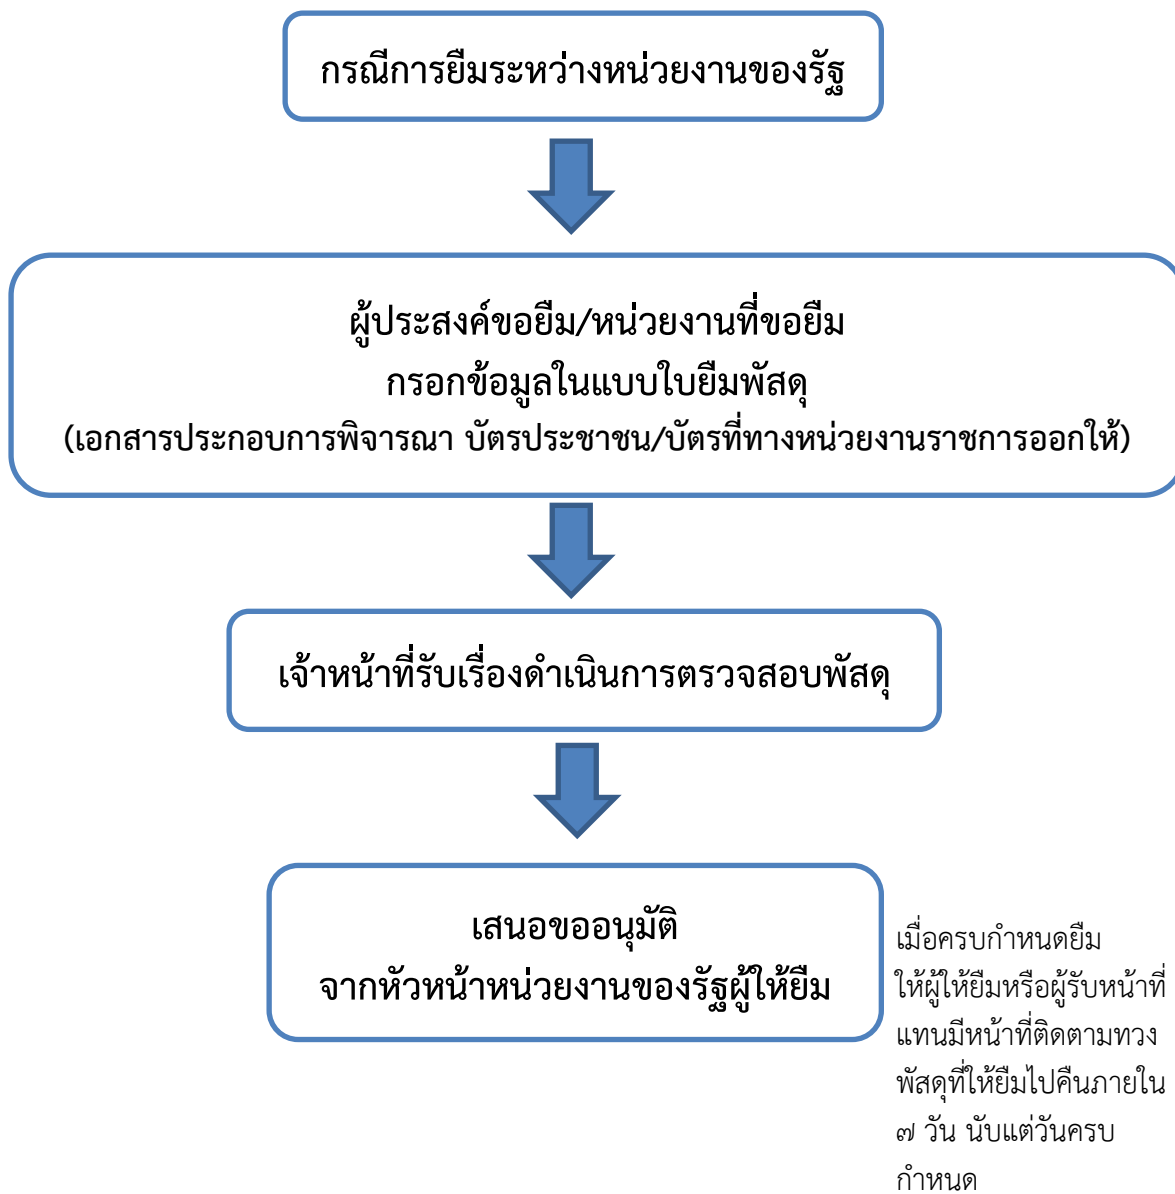 กรณีการยืมระหว่างหน่วยงานของรัฐ
ผู้ประสงค์ขอยืม/หน่วยงานที่ขอยืม
กรอกข้อมูลในแบบใบยืมพัสดุ
(เอกสารประกอบการพิจารณา บัตรประชาชน/บัตรที่ทางหน่วยงานราชการออกให้)
เจ้าหน้าที่รับเรื่องดำเนินการตรวจสอบพัสดุ
เสนอขออนุมัติ
จากหัวหน้าหน่วยงานของรัฐผู้ให้ยืม
เมื่อครบกำหนดยืม
ให้ผู้ให้ยืมหรือผู้รับหน้าที่
แทนมีหน้าที่ติดตามทวง
พัสดุที่ให้ยืมไปคืนภายใน
๗ วัน นับแต่วันครบ
กำหนด